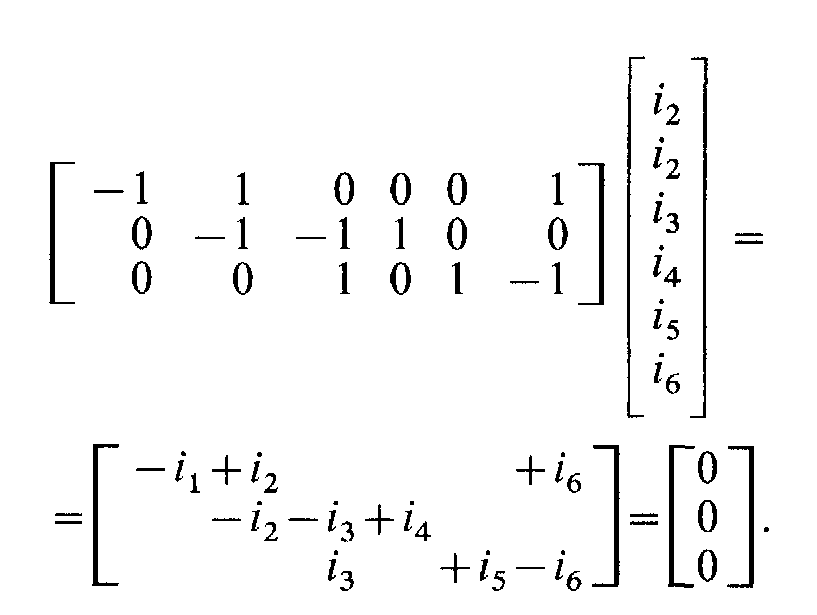 [ −1 1 0 0 0 1 ]
[ 0 −1 −1 1 0 0 ]
[ 0 0 1 0 1 −1 ]
[ i₂ ]
[ i₂ ]
[ i₃ ]
[ i₄ ]
[ i₅ ]
[ i₆ ]
=
= [ −i₁ + i₂ + i₆ ] = [ 0 ]
[ −i₂ − i₃ + i₄ ] [ 0 ]
[ i₃ + i₅ − i₆ ] [ 0 ] .